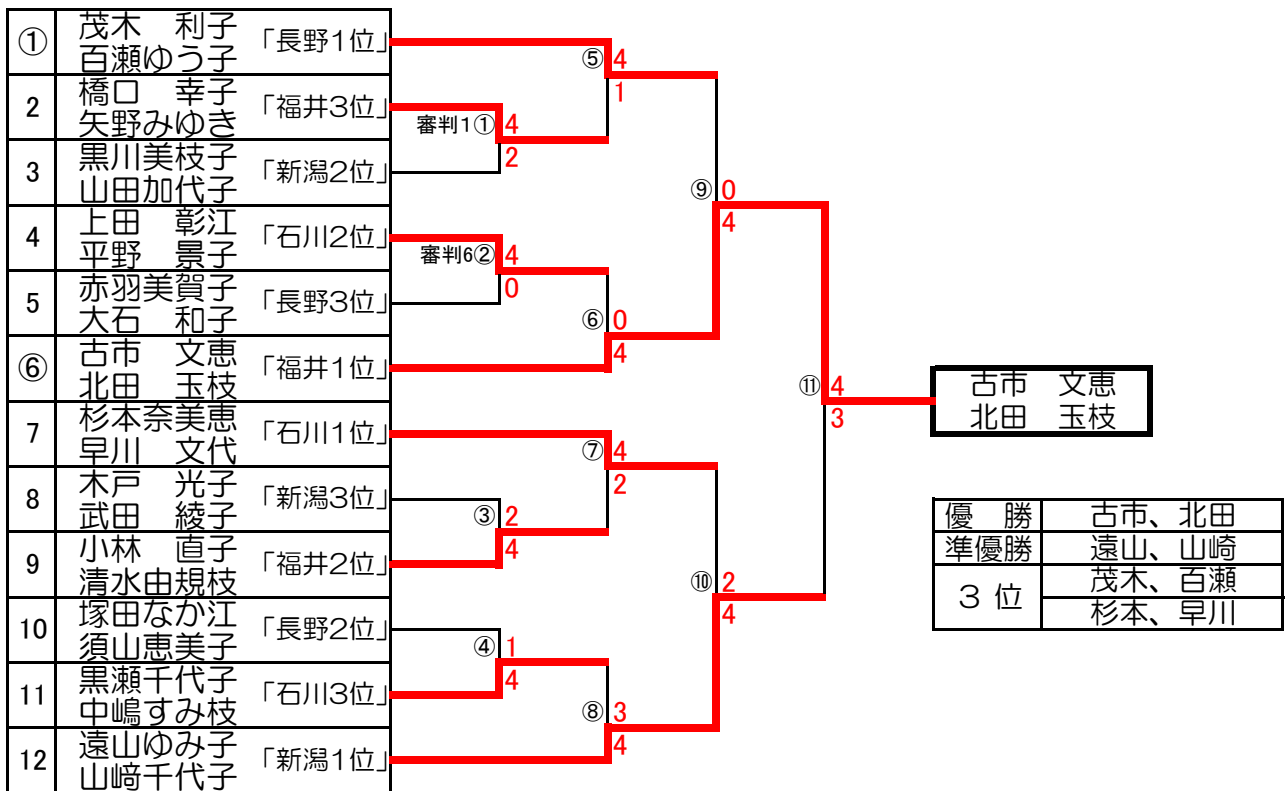 ① 茂木　利子 百瀬ゆう子 「長野1位」
2 橋口　幸子 矢野みゆき 「福井3位」
3 黒川美枝子 山田加代子 「新潟2位」
4 上田　彰江 平野　景子 「石川2位」
5 赤羽美賀子 大石　和子 「長野3位」
⑥ 古市　文恵 北田　玉枝 「福井1位」
7 杉本奈美恵 早川　文代 「石川1位」
8 木戸　光子 武田　綾子 「新潟3位」
9 小林　直子 清水由規枝 「福井2位」
10 塚田なか江 須山恵美子 「長野2位」
11 黒瀬千代子 中嶋すみ枝 「石川3位」
12 遠山ゆみ子 山﨑千代子 「新潟1位」
審判1① 4
2
審判6② 4
0
③ 2
4
④ 1
4
⑤ 4
1
⑥ 0
4
⑦ 4
2
⑧ 3
4
⑨ 0
4
⑩ 2
4
⑪ 4
3
古市　文恵
北田　玉枝
優　勝 古市、北田
準優勝 遠山、山崎
3 位 茂木、百瀬
杉本、早川